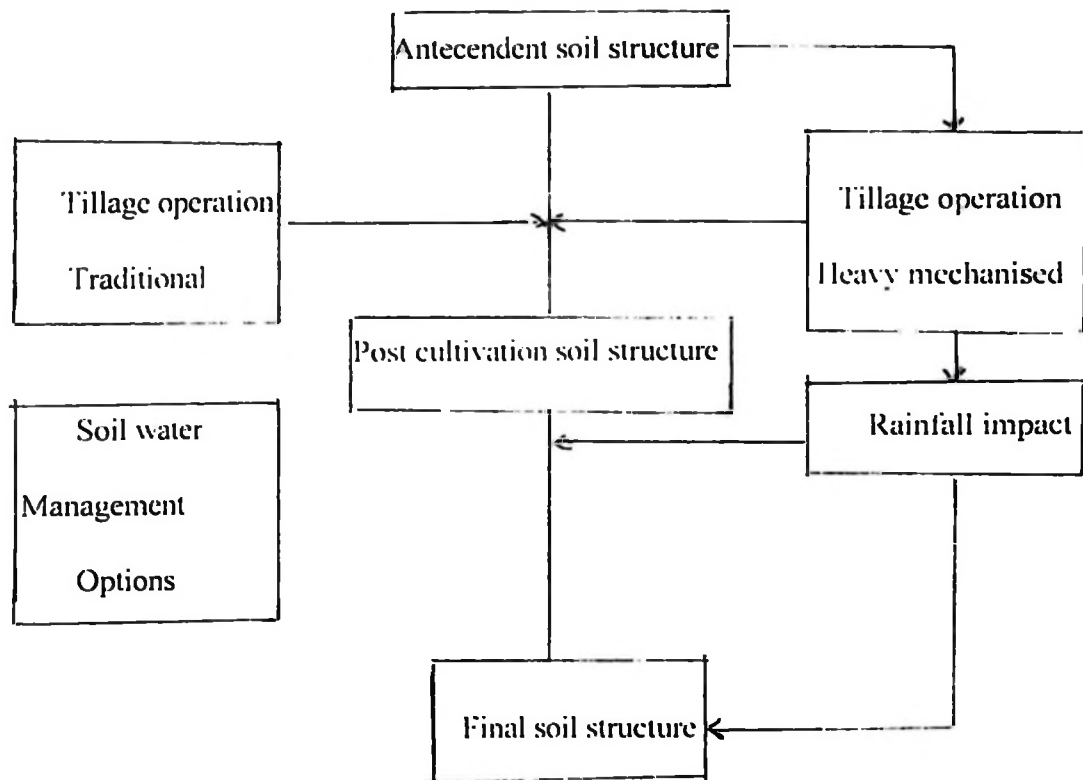 Antecendent soil structure
Tillage operation
Traditional
Tillage operation
Heavy mechanised
Post cultivation soil structure
Soil water
Management
Options
Rainfall impact
Final soil structure